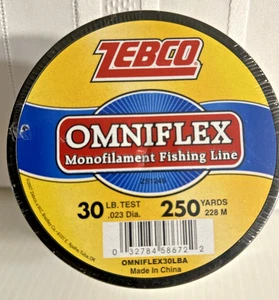 ZEBCO
OMNIFLEX
Monofilament Fishing Line
30 LB. TEST .023 Dia.
250 YARDS 228 M
0 32784 58672 2
OMNIFLEX30LBA
Made In China